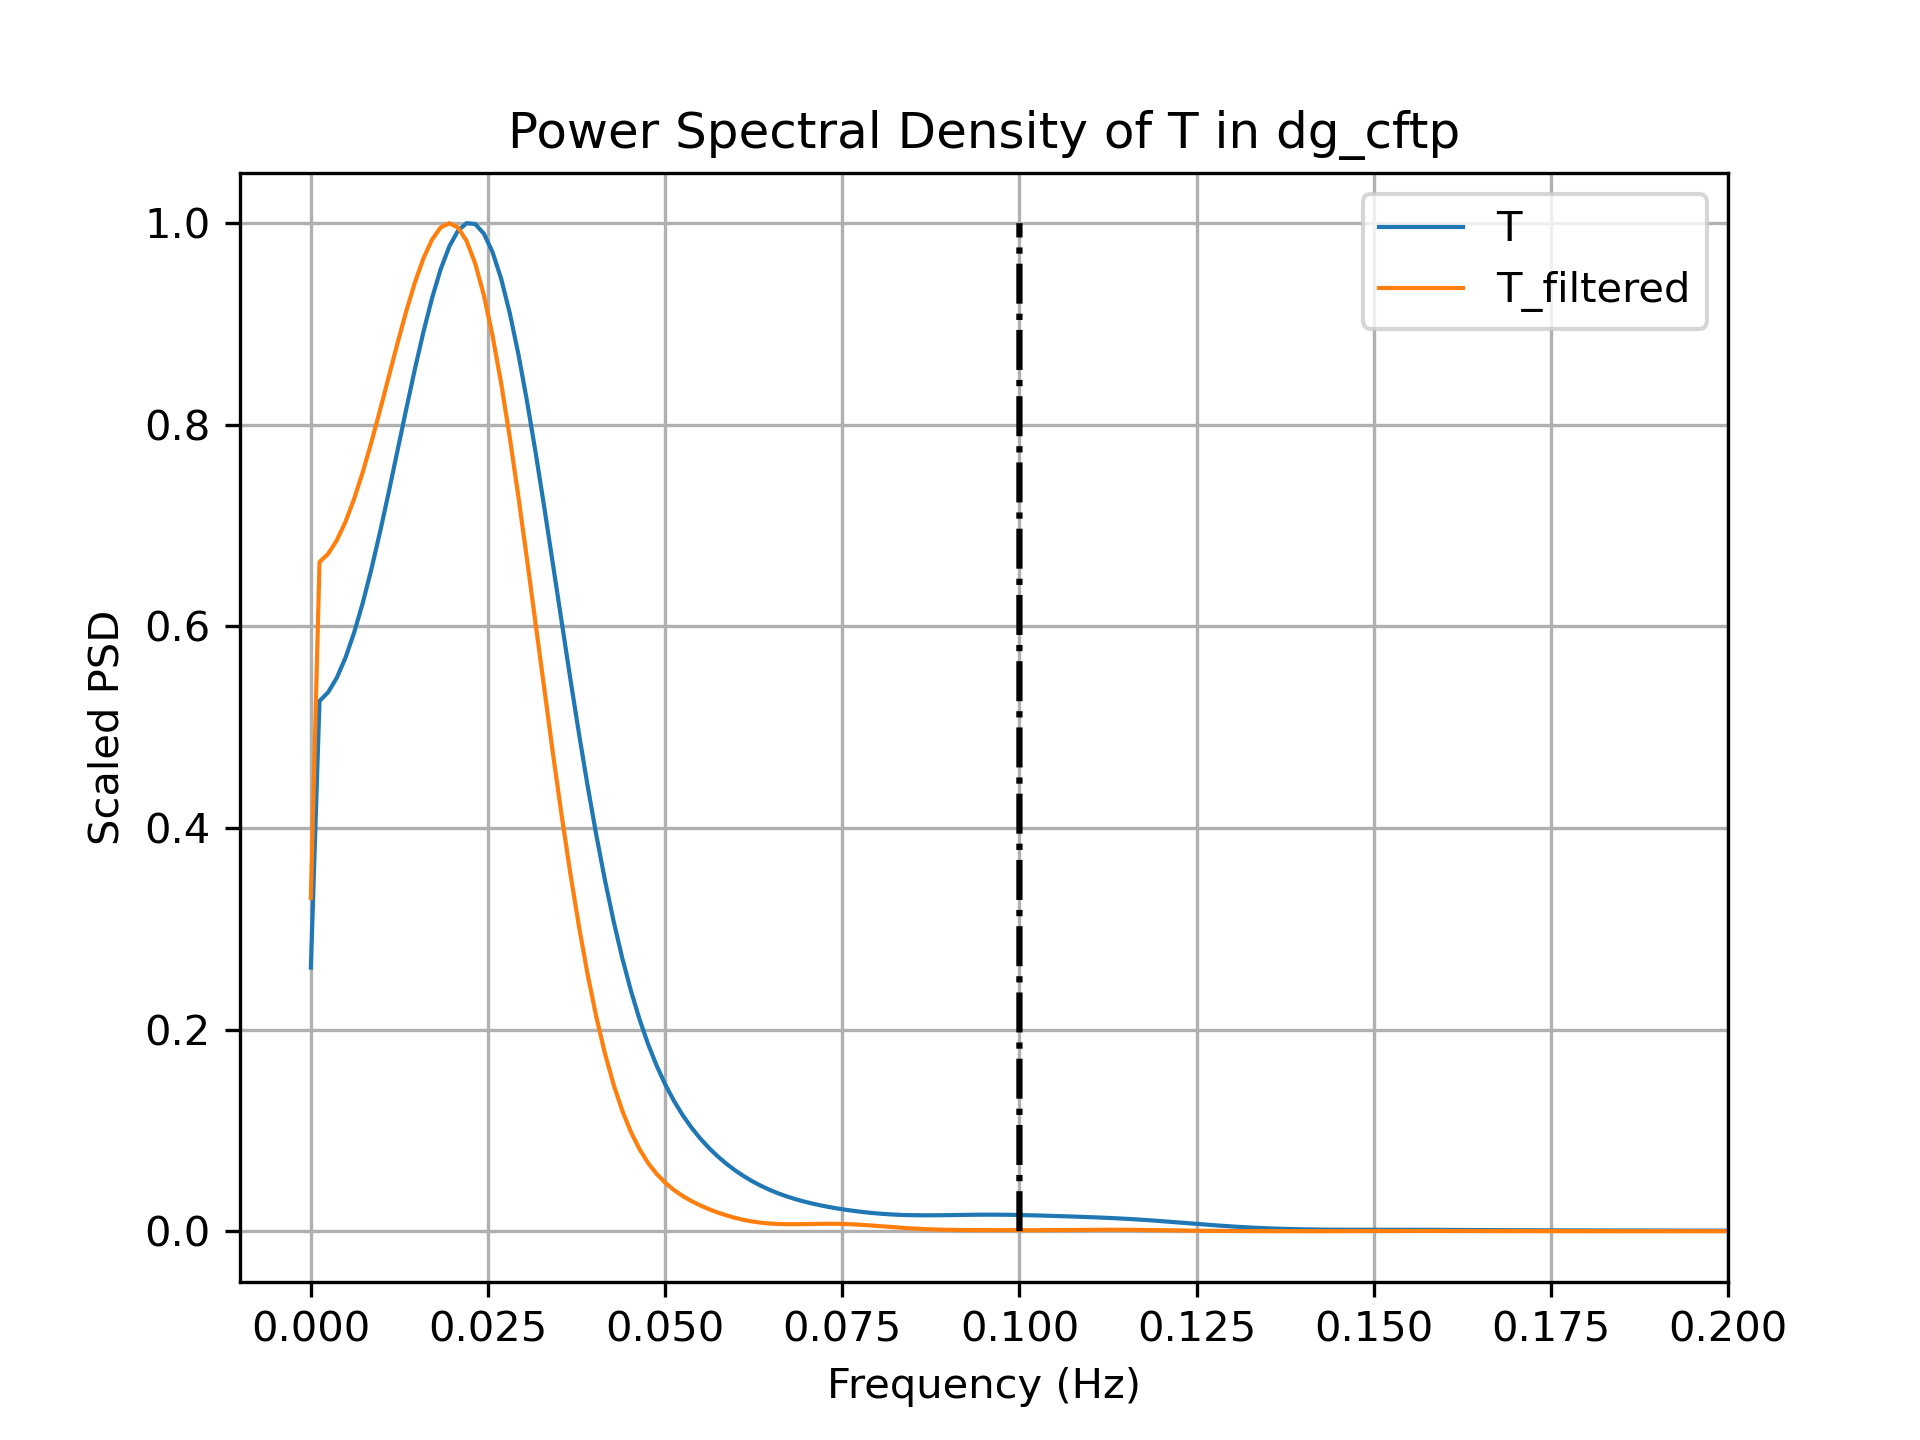 Power Spectral Density of T in dg_cftp
T
T_filtered
1.0
0.8
0.6
0.4
0.2
0.0
Scaled PSD
0.000 0.025 0.050 0.075 0.100 0.125 0.150 0.175 0.200
Frequency (Hz)